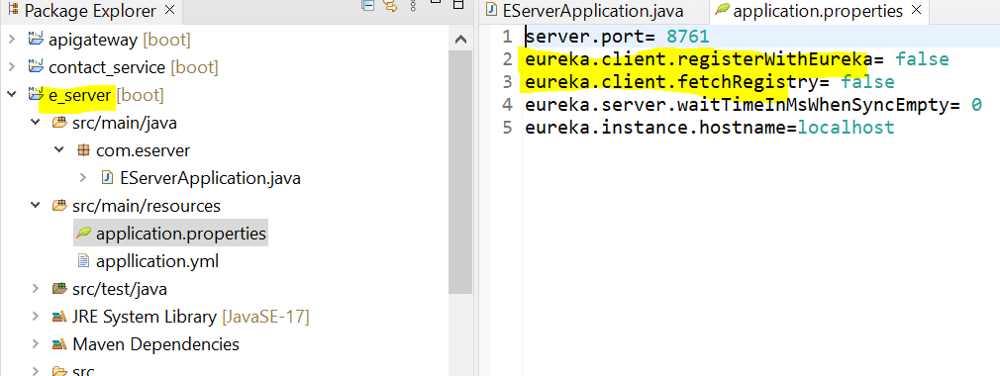 Package Explorer
apigateway [boot]
contact_service [boot]
e_server [boot]
src/main/java
com.eserver
EServerApplication.java
src/main/resources
application.properties
appllication.yml
src/test/java
JRE System Library [JavaSE-17]
Maven Dependencies
src
EServerApplication.java
application.properties
1 server.port= 8761
2 eureka.client.registerWithEureka= false
3 eureka.client.fetchRegistry= false
4 eureka.server.waitTimeInMsWhenSyncEmpty= 0
5 eureka.instance.hostname=localhost